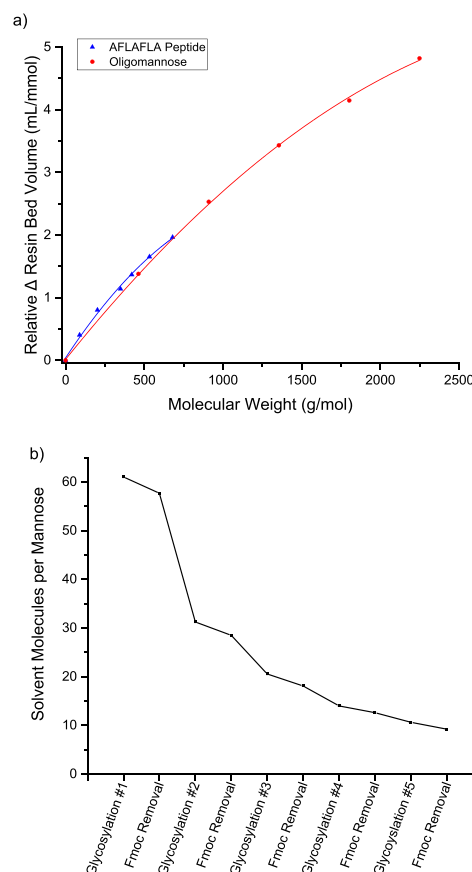 a)
AFLAFLA Peptide
Oligomannose
Relative Δ Resin Bed Volume (mL/mmol)
5
4
3
2
1
0
0
500
1000
1500
2000
2500
Molecular Weight (g/mol)
b)
Solvent Molecules per Mannose
60
50
40
30
20
10
0
Glycosylation #1
Fmoc Removal
Glycosylation #2
Fmoc Removal
Glycosylation #3
Fmoc Removal
Glycosylation #4
Fmoc Removal
Glycoyslation #5
Fmoc Removal